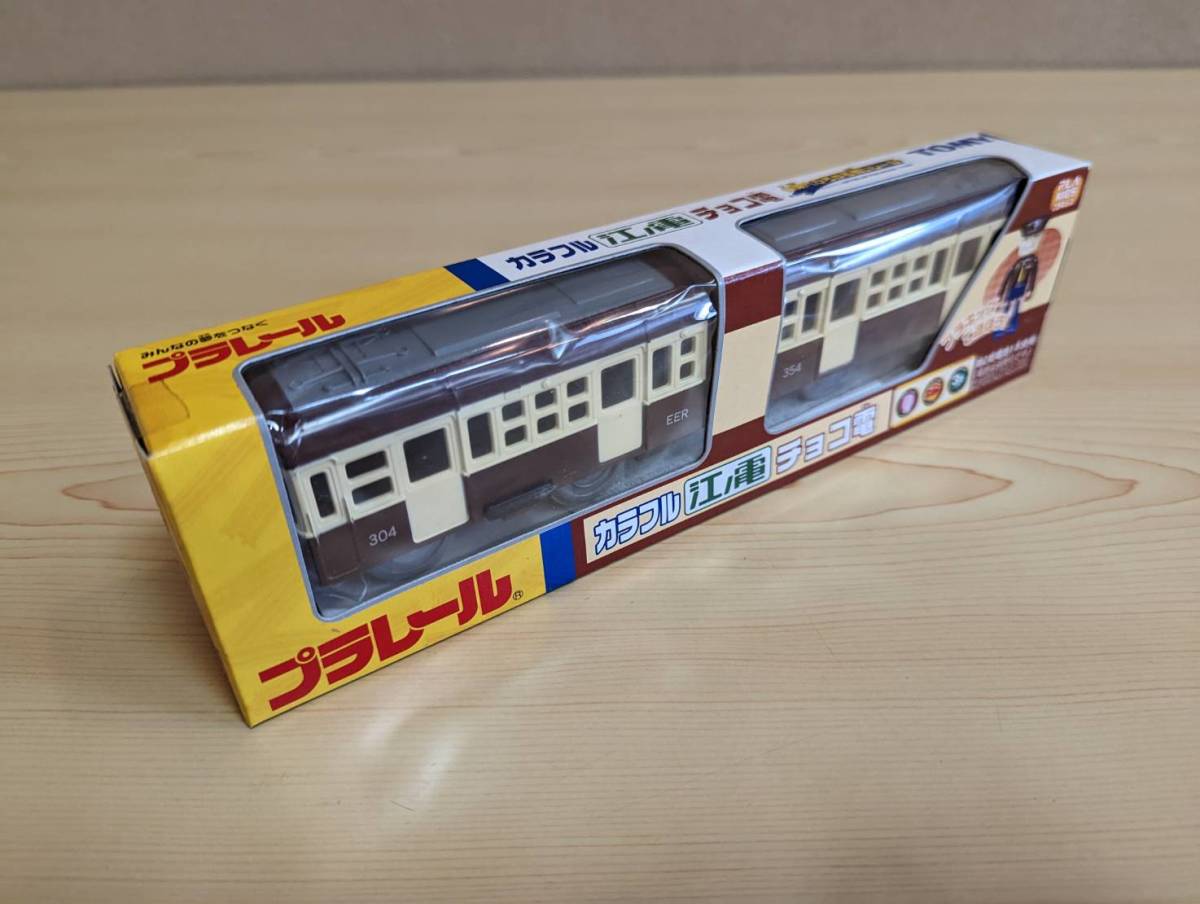 TOMY
カラフル 江ノ電 チョコ電
みんなの夢をつなぐ
プラレール
354
EER
304
カラフル 江ノ電 チョコ電
プラレール®